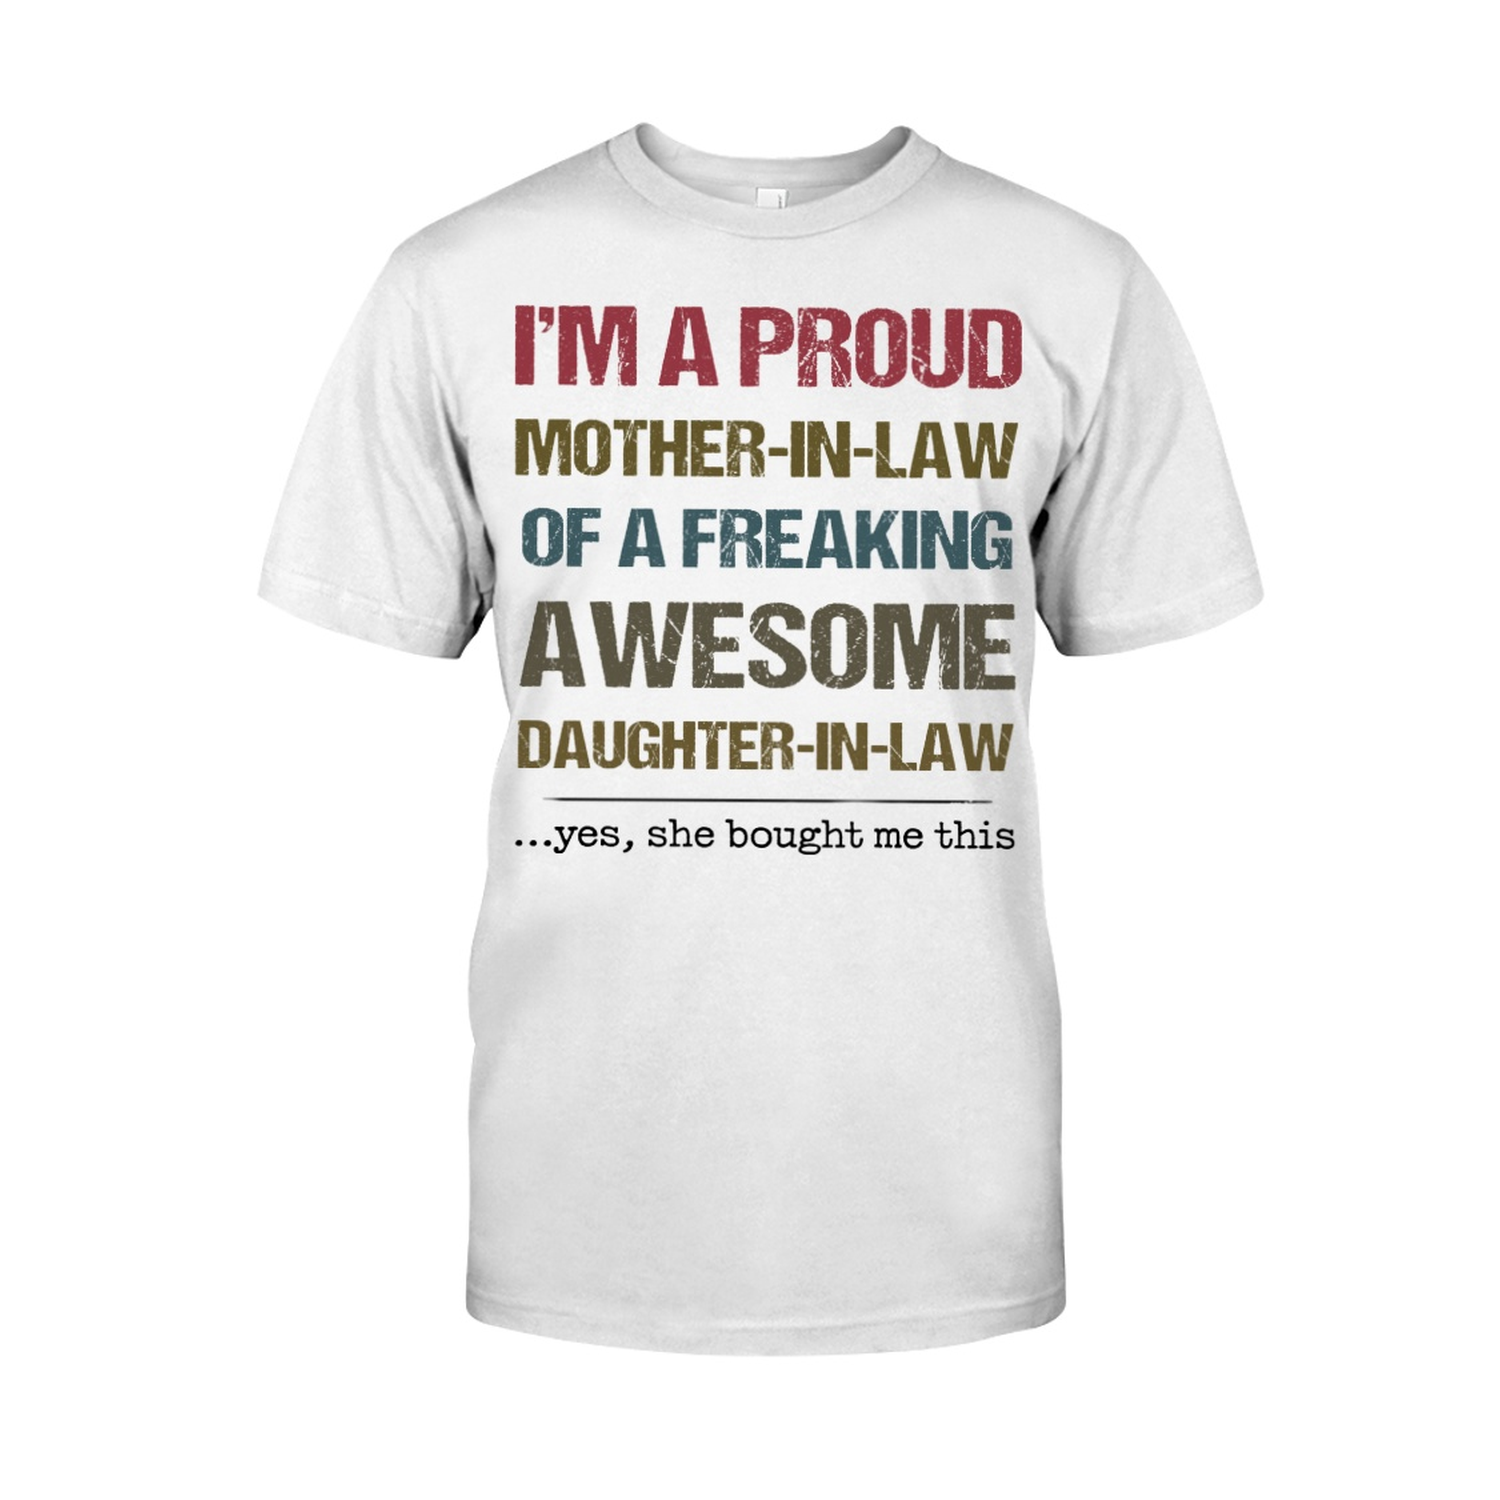 I'M A PROUD
MOTHER-IN-LAW
OF A FREAKING
AWESOME
DAUGHTER-IN-LAW
...yes, she bought me this